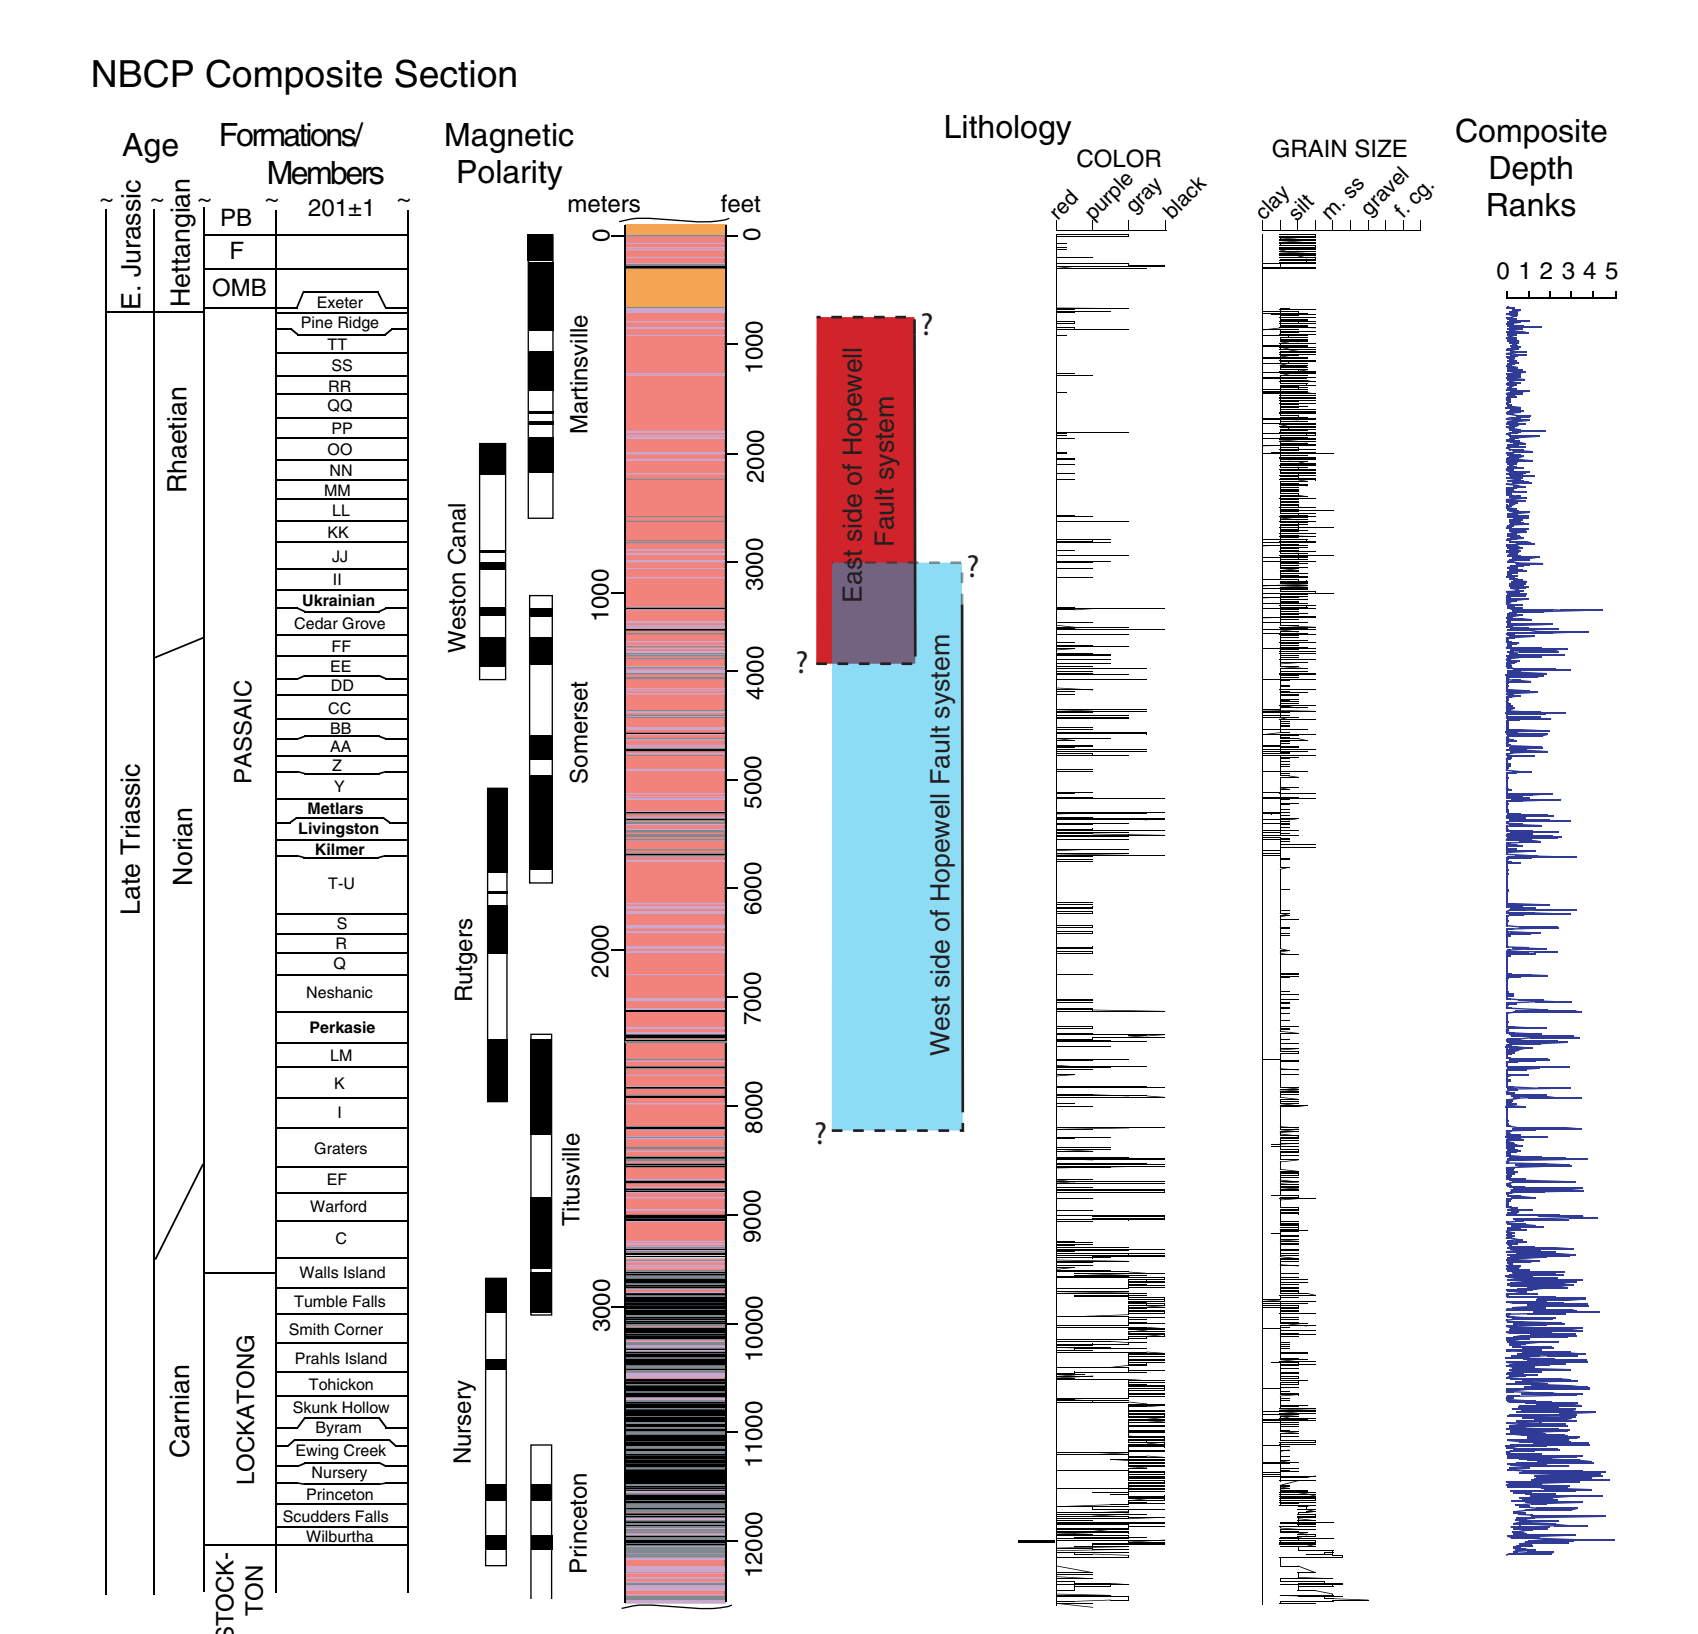 NBCP Composite Section
Age
Formations/
Members
Magnetic
Polarity
Lithology
COLOR
GRAIN SIZE
Composite
Depth
Ranks
red
purple
gray
black
clay
silt
m. ss
gravel
f. cg.
0 1 2 3 4 5
meters
feet
~ ~ ~ ~ ~
201±1
E. Jurassic
Hettangian
PB
F
OMB
Exeter
Pine Ridge
TT
SS
RR
QQ
PP
OO
NN
MM
LL
KK
JJ
II
Ukrainian
Cedar Grove
FF
EE
DD
CC
BB
AA
Z
Y
Metlars
Livingston
Kilmer
T-U
S
R
Q
Neshanic
Perkasie
LM
K
I
Graters
EF
Warford
C
Walls Island
Tumble Falls
Smith Corner
Prahls Island
Tohickon
Skunk Hollow
Byram
Ewing Creek
Nursery
Princeton
Scudders Falls
Wilburtha
Late Triassic
Rhaetian
Norian
Carnian
PASSAIC
LOCKATONG
STOCK-
TON
Martinsville
Weston Canal
Somerset
Rutgers
Titusville
Nursery
Princeton
0
1000
2000
3000
0
1000
2000
3000
4000
5000
6000
7000
8000
9000
10000
11000
12000
East side of Hopewell
Fault system
?
?
West side of Hopewell Fault system
?
?